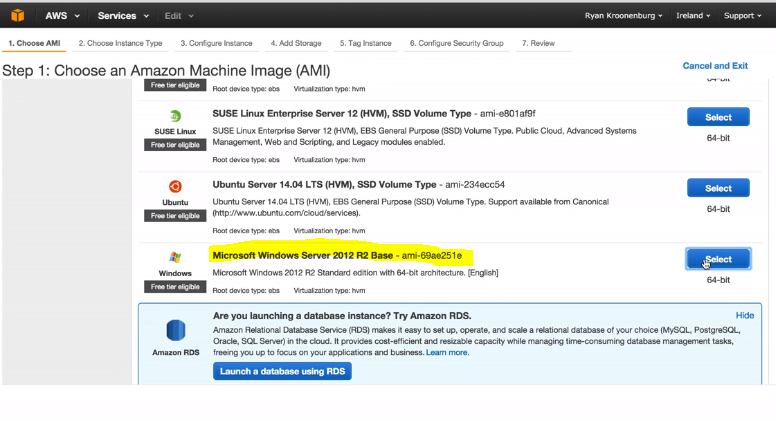 AWS Services Edit Ryan Kroonenburg Ireland Support
1. Choose AMI 2. Choose Instance Type 3. Configure Instance 4. Add Storage 5. Tag Instance 6. Configure Security Group 7. Review
Step 1: Choose an Amazon Machine Image (AMI) Cancel and Exit
Free tier eligible Root device type: ebs Virtualization type: hvm 64-bit
SUSE Linux Enterprise Server 12 (HVM), SSD Volume Type - ami-e801af9f Select
SUSE Linux SUSE Linux Enterprise Server 12 (HVM), EBS General Purpose (SSD) Volume Type. Public Cloud, Advanced Systems 64-bit
Free tier eligible Management, Web and Scripting, and Legacy modules enabled.
Root device type: ebs Virtualization type: hvm
Ubuntu Server 14.04 LTS (HVM), SSD Volume Type - ami-234ecc54 Select
Ubuntu Ubuntu Server 14.04 LTS (HVM), EBS General Purpose (SSD) Volume Type. Support available from Canonical 64-bit
Free tier eligible (http://www.ubuntu.com/cloud/services).
Root device type: ebs Virtualization type: hvm
Microsoft Windows Server 2012 R2 Base - ami-69ae251e Select
Windows Microsoft Windows 2012 R2 Standard edition with 64-bit architecture. [English] 64-bit
Free tier eligible Root device type: ebs Virtualization type: hvm
Are you launching a database instance? Try Amazon RDS. Hide
Amazon Relational Database Service (RDS) makes it easy to set up, operate, and scale a relational database of your choice (MySQL, PostgreSQL,
Oracle, SQL Server) in the cloud. It provides cost-efficient and resizable capacity while managing time-consuming database management tasks,
Amazon RDS freeing you up to focus on your applications and business. Learn more.
Launch a database using RDS